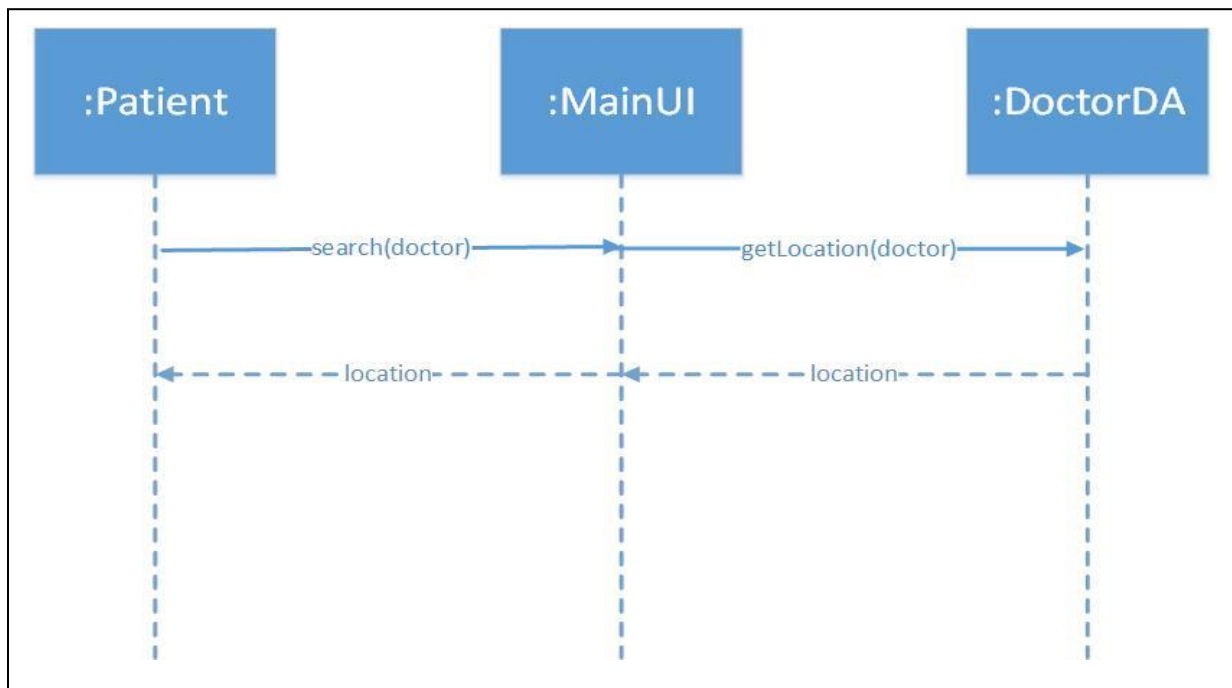 :Patient
:MainUI
:DoctorDA
search(doctor)
getLocation(doctor)
location
location